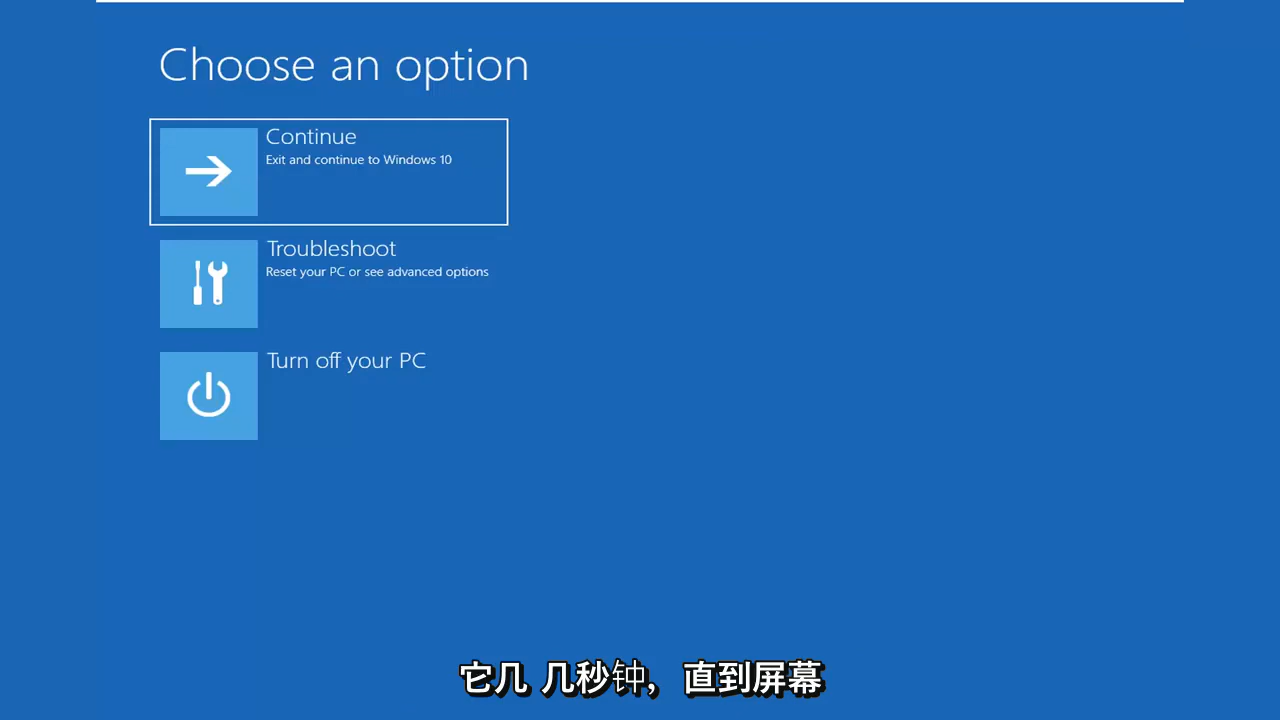 Choose an option
Continue
Exit and continue to Windows 10
Troubleshoot
Reset your PC or see advanced options
Turn off your PC
它几 几秒钟，直到屏幕